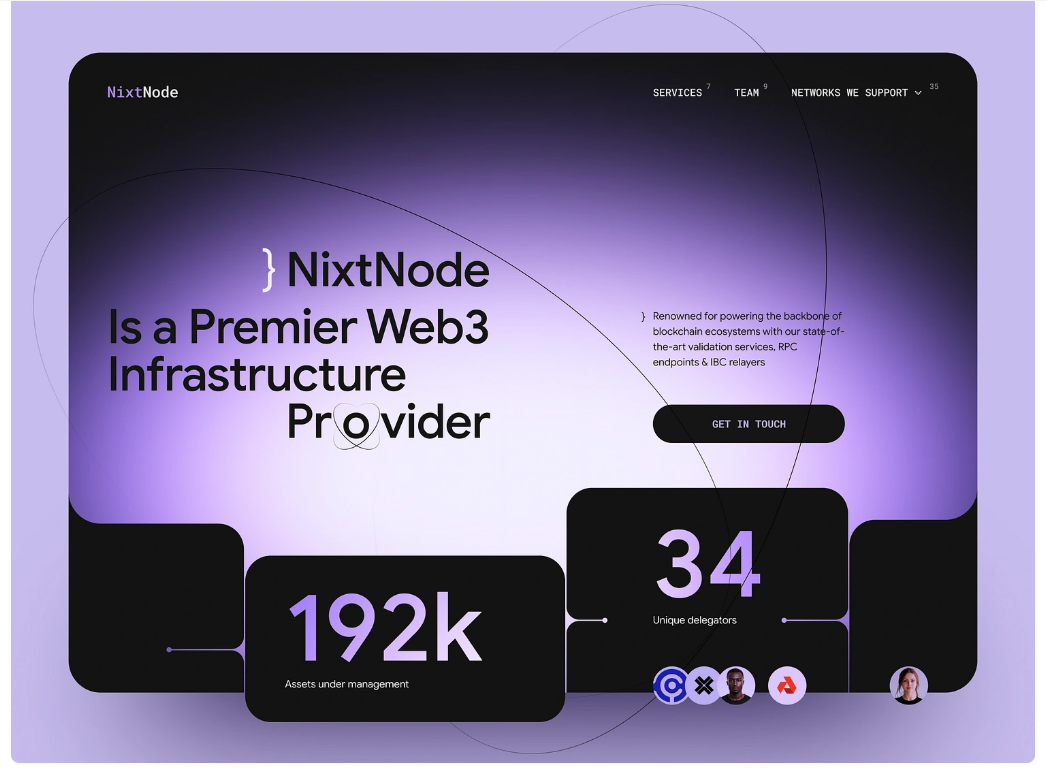 NixtNode
SERVICES 7 TEAM 9 NETWORKS WE SUPPORT 35
} NixtNode
Is a Premier Web3
Infrastructure
Provider
} Renowned for powering the backbone of
blockchain ecosystems with our state-of-
the-art validation services, RPC
endpoints & IBC relayers
GET IN TOUCH
34
Unique delegators
192k
Assets under management